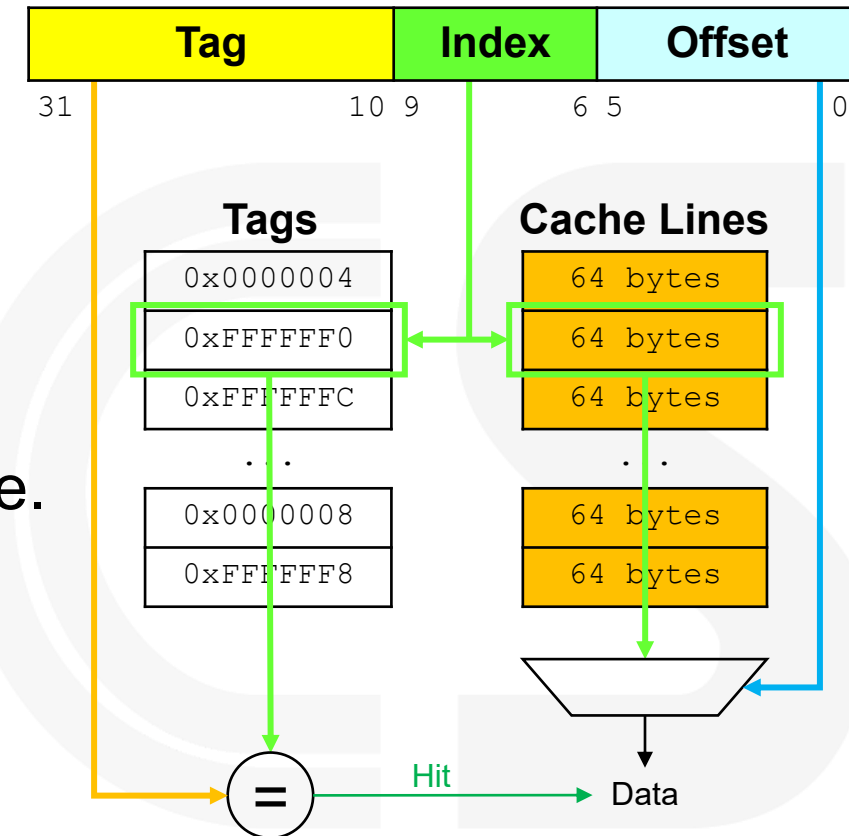 Tag Index Offset
31 10 9 6 5 0
Tags Cache Lines
0x0000004 64 bytes
0xFFFFFF0 64 bytes
0xFFFFFFC 64 bytes
... ...
e.
0x0000008 64 bytes
0xFFFFFF8 64 bytes
= Hit Data